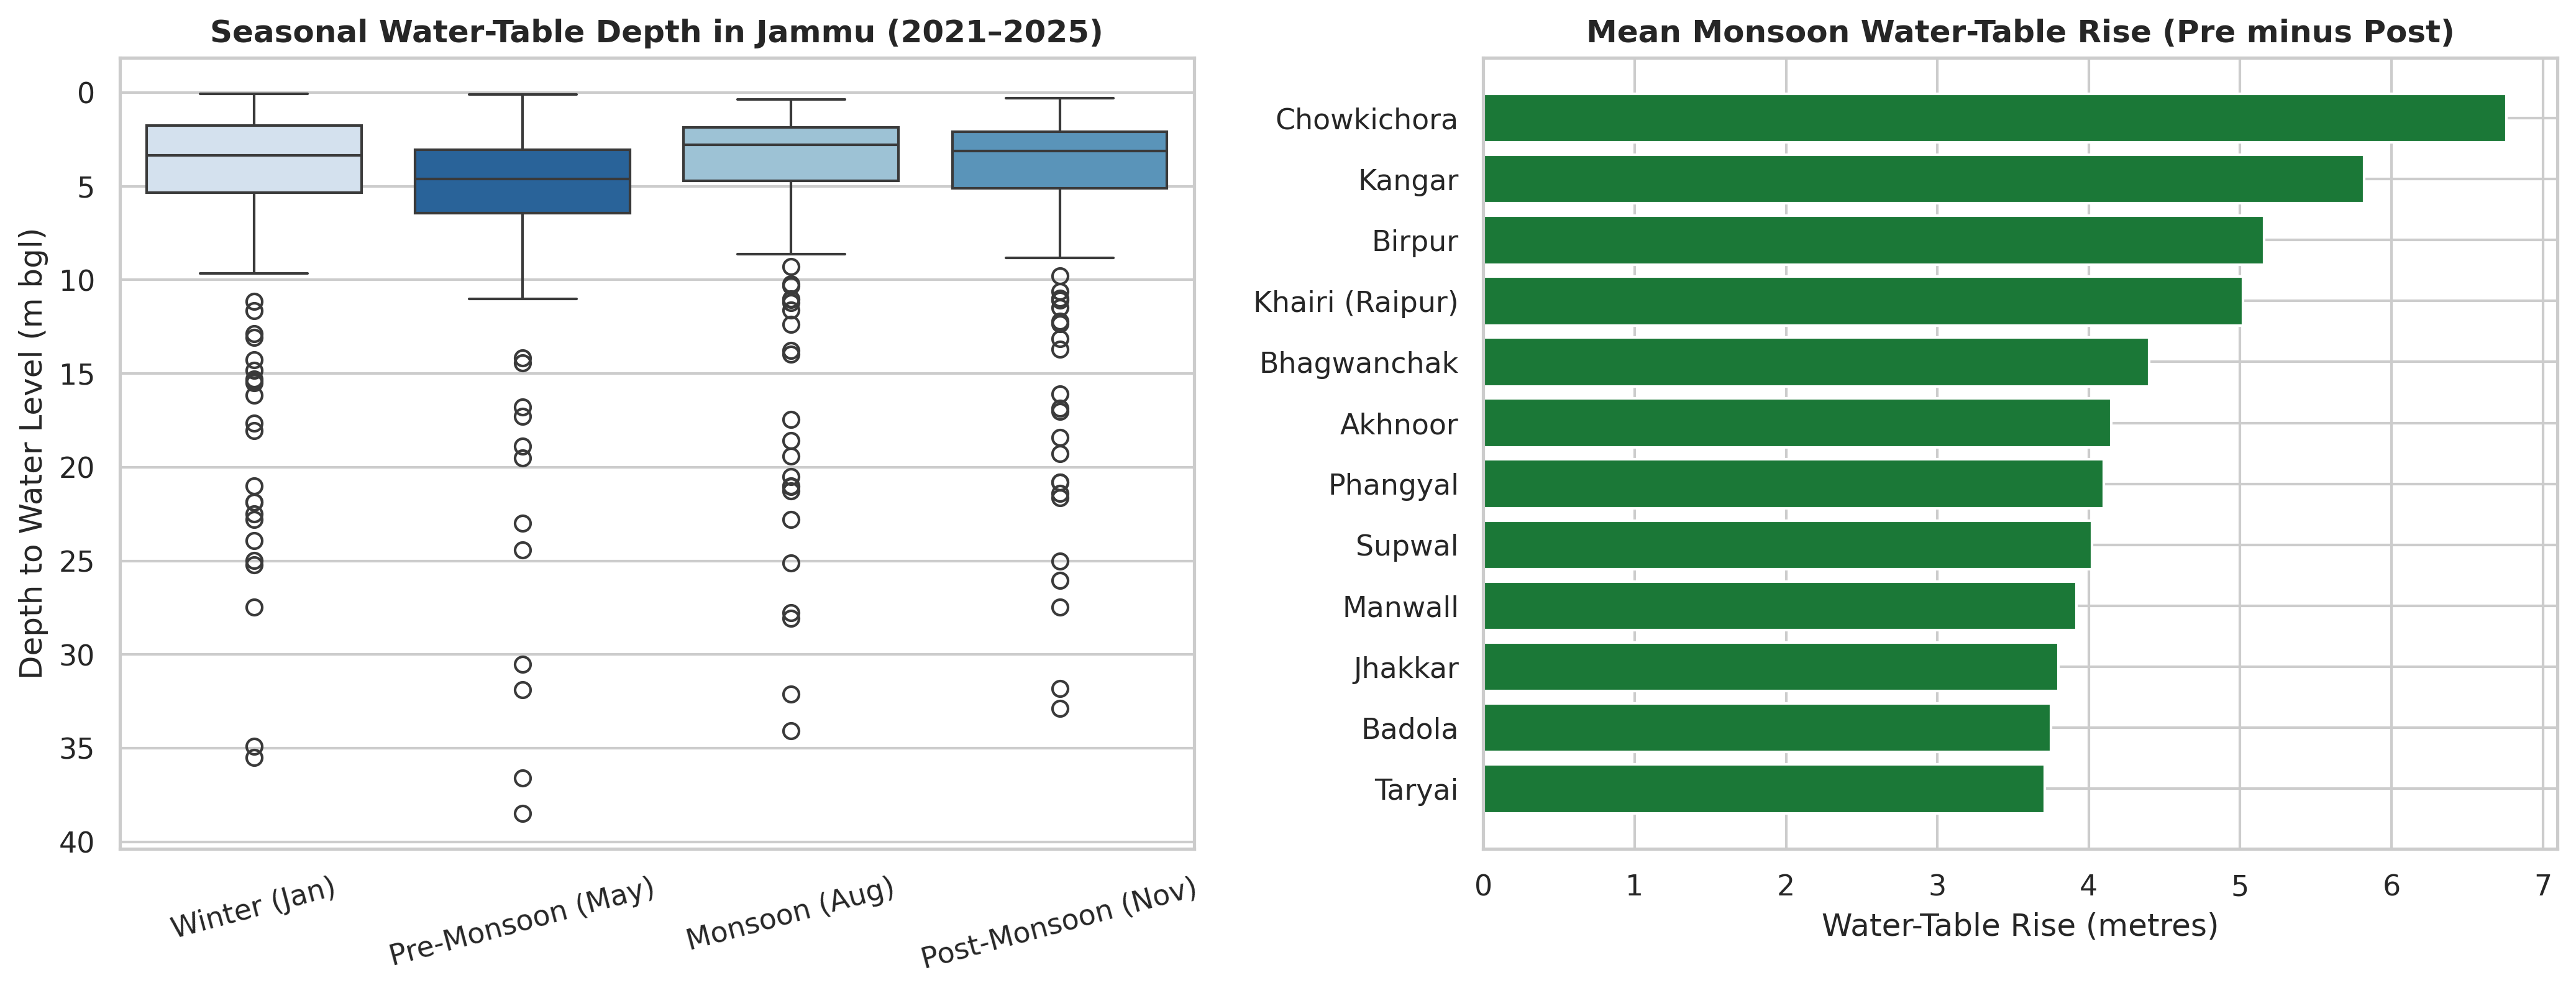 Seasonal Water-Table Depth in Jammu (2021–2025)
Depth to Water Level (m bgl)
0
5
10
15
20
25
30
35
40
Winter (Jan)
Pre-Monsoon (May)
Monsoon (Aug)
Post-Monsoon (Nov)
Mean Monsoon Water-Table Rise (Pre minus Post)
Chowkichora
Kangar
Birpur
Khairi (Raipur)
Bhagwanchak
Akhnoor
Phangyal
Supwal
Manwall
Jhakkar
Badola
Taryai
0 1 2 3 4 5 6 7
Water-Table Rise (metres)